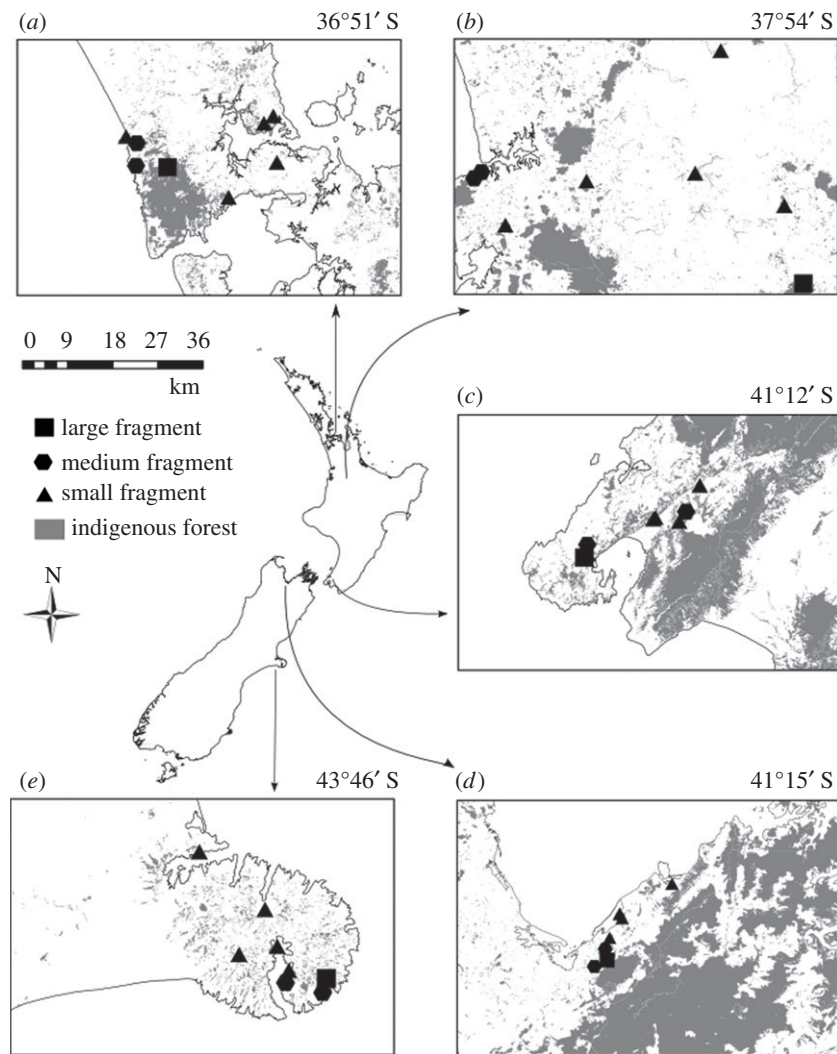 (a) 36°51′ S
(b) 37°54′ S
0 9 18 27 36
km
large fragment
medium fragment
small fragment
indigenous forest
N
(c) 41°12′ S
(e) 43°46′ S
(d) 41°15′ S